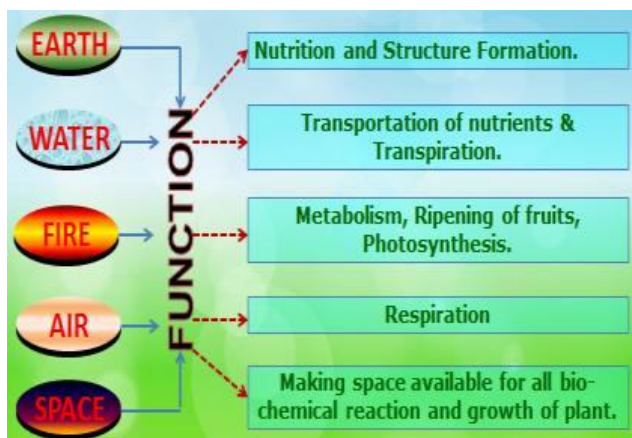 EARTH
Nutrition and Structure Formation.
WATER
Transportation of nutrients &
Transpiration.
FUNCTION
FIRE
Metabolism, Ripening of fruits,
Photosynthesis.
AIR
Respiration
SPACE
Making space available for all bio-
chemical reaction and growth of plant.